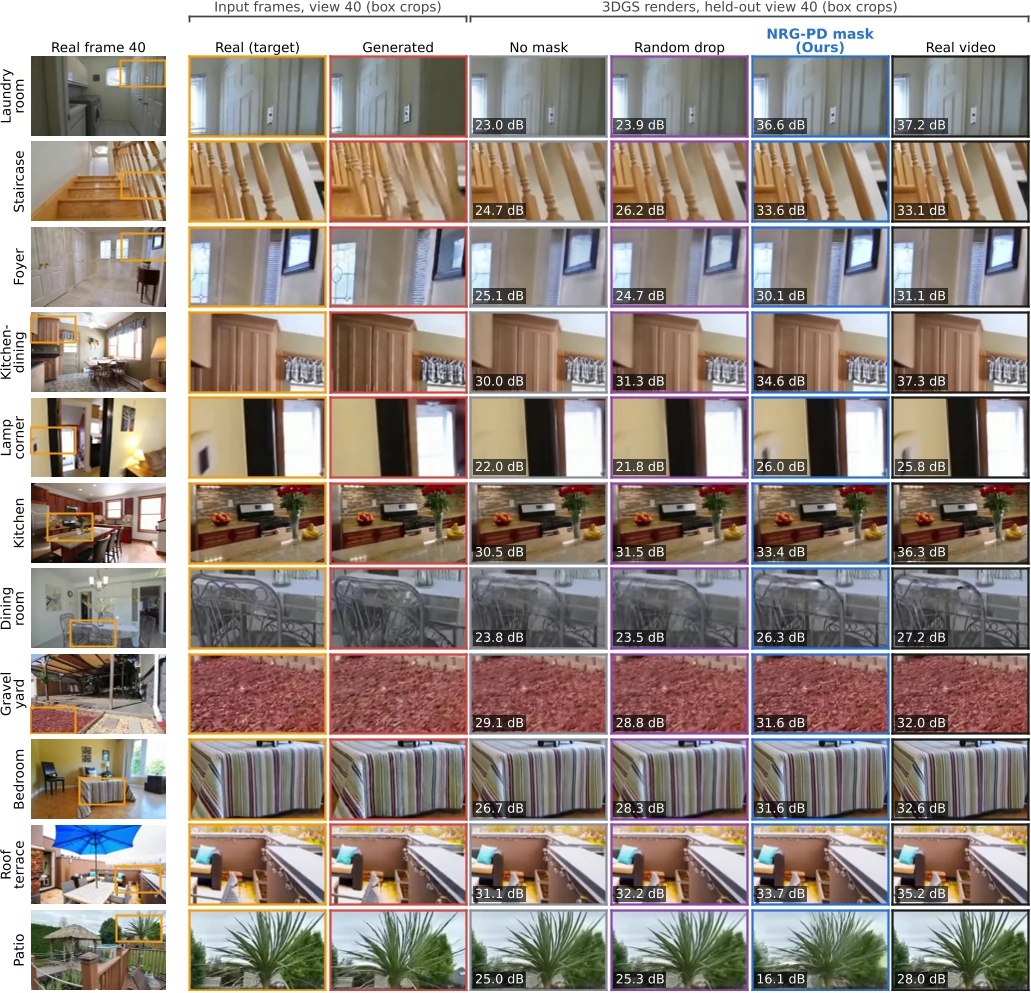 Input frames, view 40 (box crops)
3DGS renders, held-out view 40 (box crops)
Real frame 40
Real (target)
Generated
No mask
Random drop
NRG-PD mask
(Ours)
Real video
Laundry
room
23.0 dB
23.9 dB
36.6 dB
37.2 dB
Staircase
24.7 dB
26.2 dB
33.6 dB
33.1 dB
Foyer
25.1 dB
24.7 dB
30.1 dB
31.1 dB
Kitchen-
dining
30.0 dB
31.3 dB
34.6 dB
37.3 dB
Lamp
corner
22.0 dB
21.8 dB
26.0 dB
25.8 dB
Kitchen
30.5 dB
31.5 dB
33.4 dB
36.3 dB
Dining
room
23.8 dB
23.5 dB
26.3 dB
27.2 dB
Gravel
yard
29.1 dB
28.8 dB
31.6 dB
32.0 dB
Bedroom
26.7 dB
28.3 dB
31.6 dB
32.6 dB
Roof
terrace
31.1 dB
32.2 dB
33.7 dB
35.2 dB
Patio
25.0 dB
25.3 dB
16.1 dB
28.0 dB